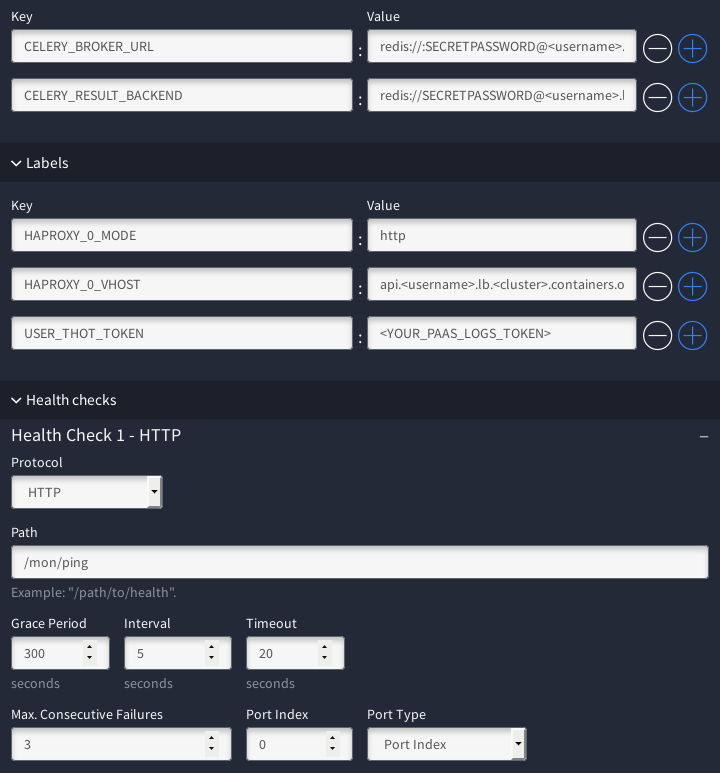 Key Value
CELERY_BROKER_URL : redis://:SECRETPASSWORD@<username>.
CELERY_RESULT_BACKEND : redis://SECRETPASSWORD@<username>.l
Labels
Key Value
HAPROXY_0_MODE : http
HAPROXY_0_VHOST : api.<username>.lb.<cluster>.containers.o
USER_THOT_TOKEN : <YOUR_PAAS_LOGS_TOKEN>
Health checks
Health Check 1 - HTTP
Protocol
HTTP
Path
/mon/ping
Example: "/path/to/health".
Grace Period Interval Timeout
300 5 20
seconds seconds seconds
Max. Consecutive Failures Port Index Port Type
3 0 Port Index